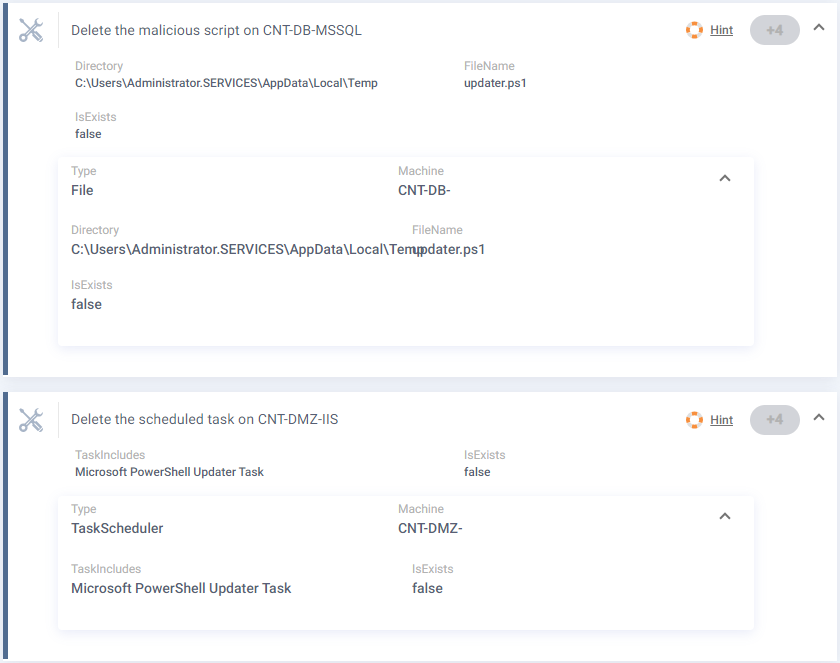 Delete the malicious script on CNT-DB-MSSQL Hint +4
Directory FileName
C:\Users\Administrator.SERVICES\AppData\Local\Temp updater.ps1
IsExists
false
Type Machine
File CNT-DB-
Directory FileName
C:\Users\Administrator.SERVICES\AppData\Local\Temp updater.ps1
IsExists
false
Delete the scheduled task on CNT-DMZ-IIS Hint +4
TaskIncludes IsExists
Microsoft PowerShell Updater Task false
Type Machine
TaskScheduler CNT-DMZ-
TaskIncludes IsExists
Microsoft PowerShell Updater Task false